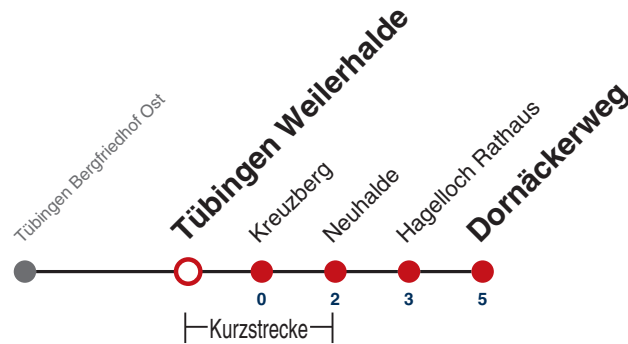 Tübingen Bergfriedhof Ost
Tübingen Weilerhalde
Kreuzberg
Neuhalde
Hagelloch Rathaus
Dornäckerweg
0 2 3 5
Kurzstrecke